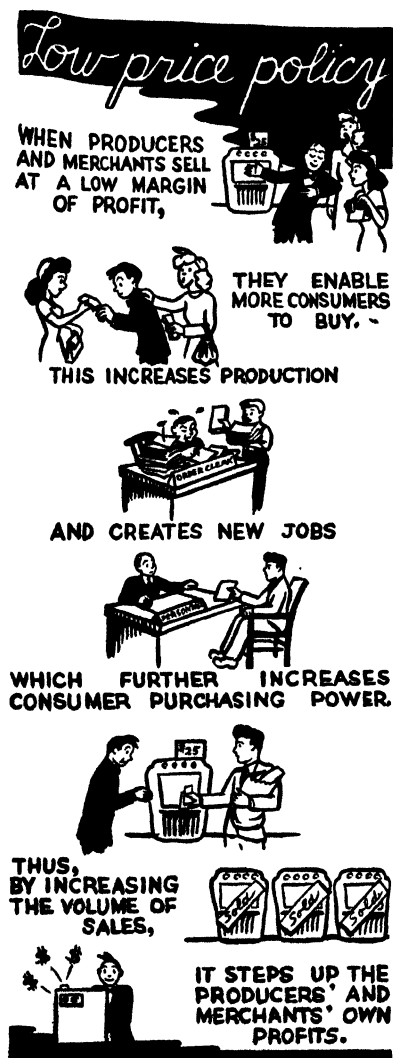 Low price policy
WHEN PRODUCERS
AND MERCHANTS SELL
AT A LOW MARGIN
OF PROFIT,
THEY ENABLE
MORE CONSUMERS
TO BUY. -
THIS INCREASES PRODUCTION
ORDER CLERK
AND CREATES NEW JOBS
PERSONNEL
WHICH FURTHER INCREASES
CONSUMER PURCHASING POWER.
$25
THUS,
BY INCREASING
THE VOLUME OF
SALES,
Sold Sold Sold
$ $ $
IT STEPS UP THE
PRODUCERS' AND
MERCHANTS' OWN
PROFITS.